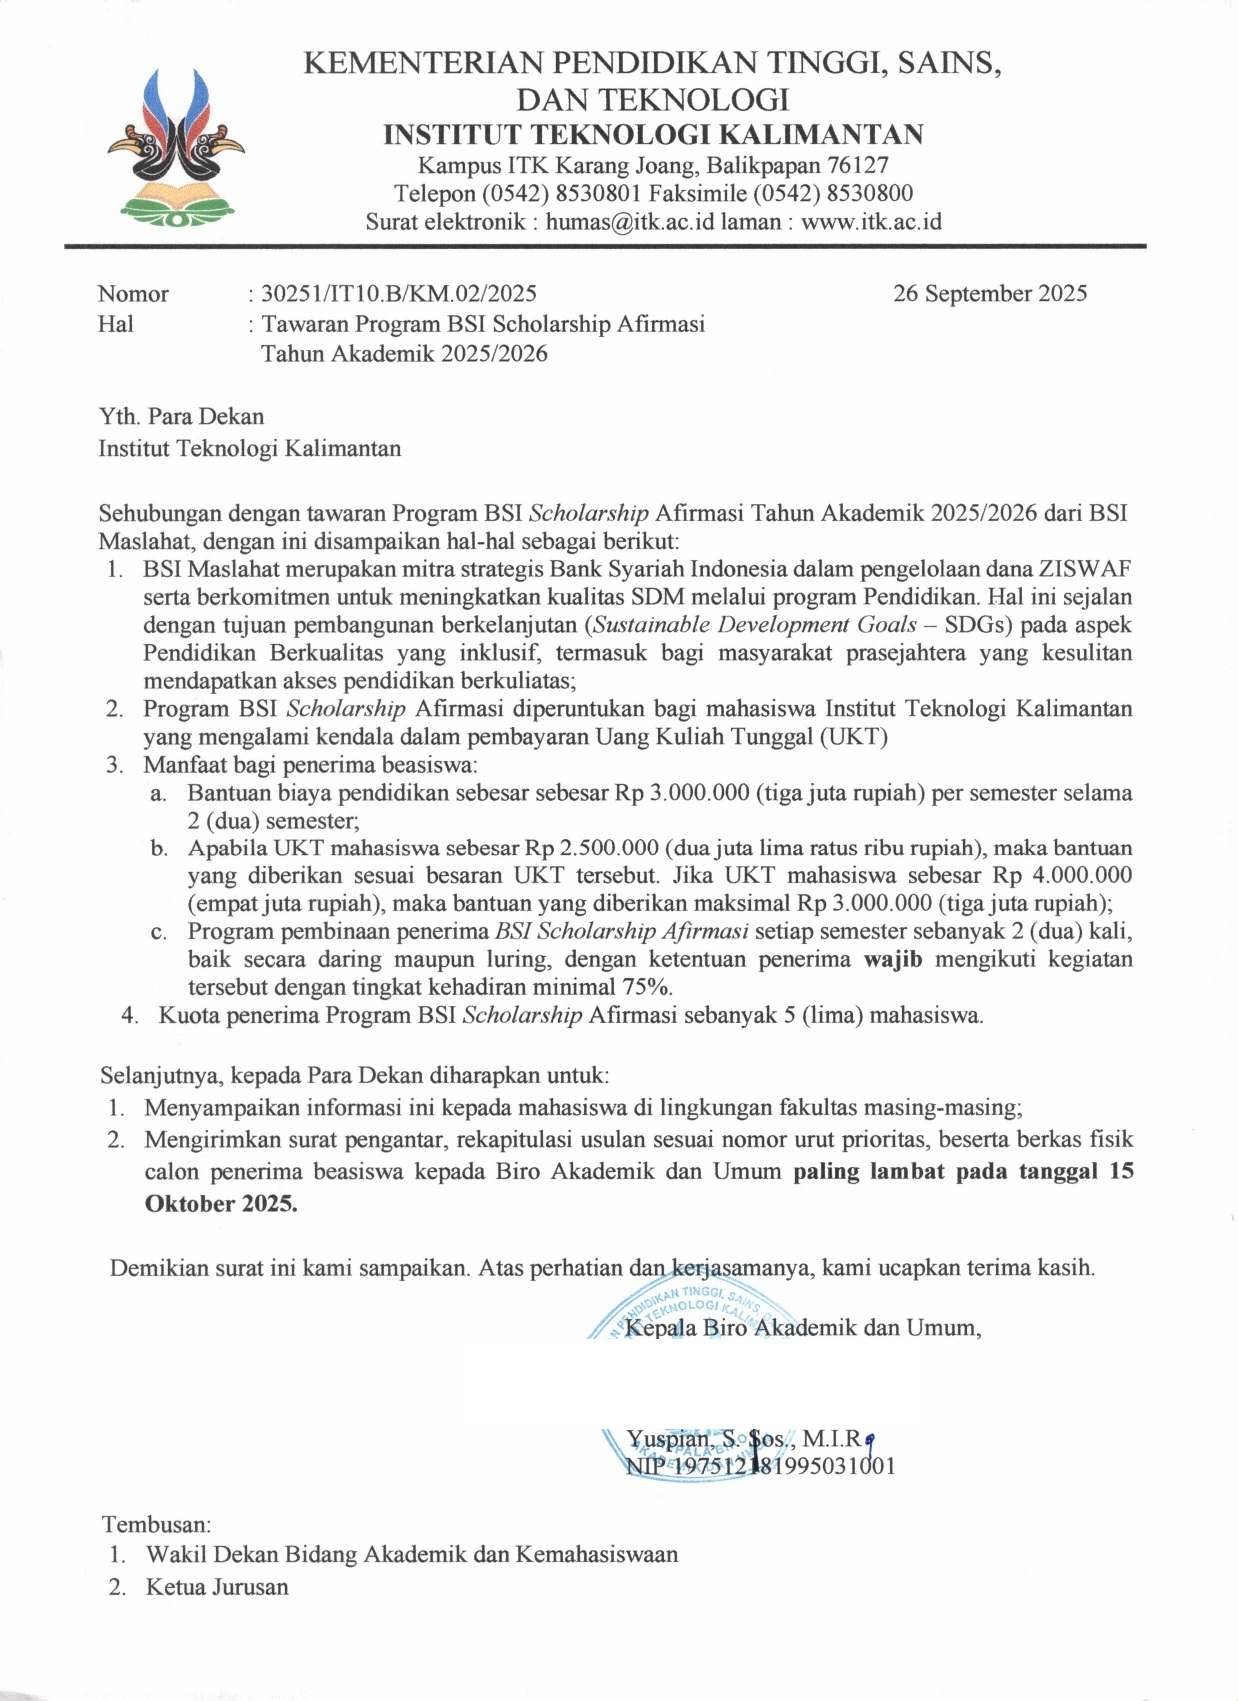 KEMENTERIAN PENDIDIKAN TINGGI, SAINS,
DAN TEKNOLOGI
INSTITUT TEKNOLOGI KALIMANTAN
Kampus ITK Karang Joang, Balikpapan 76127
Telepon (0542) 8530801 Faksimile (0542) 8530800
Surat elektronik : humas@itk.ac.id laman : www.itk.ac.id
Nomor : 30251/IT10.B/KM.02/2025 26 September 2025
Hal : Tawaran Program BSI Scholarship Afirmasi
Tahun Akademik 2025/2026
Yth. Para Dekan
Institut Teknologi Kalimantan
Sehubungan dengan tawaran Program BSI Scholarship Afirmasi Tahun Akademik 2025/2026 dari BSI
Maslahat, dengan ini disampaikan hal-hal sebagai berikut:
1. BSI Maslahat merupakan mitra strategis Bank Syariah Indonesia dalam pengelolaan dana ZISWAF
serta berkomitmen untuk meningkatkan kualitas SDM melalui program Pendidikan. Hal ini sejalan
dengan tujuan pembangunan berkelanjutan (Sustainable Development Goals – SDGs) pada aspek
Pendidikan Berkualitas yang inklusif, termasuk bagi masyarakat prasejahtera yang kesulitan
mendapatkan akses pendidikan berkuliatas;
2. Program BSI Scholarship Afirmasi diperuntukan bagi mahasiswa Institut Teknologi Kalimantan
yang mengalami kendala dalam pembayaran Uang Kuliah Tunggal (UKT)
3. Manfaat bagi penerima beasiswa:
a. Bantuan biaya pendidikan sebesar sebesar Rp 3.000.000 (tiga juta rupiah) per semester selama
2 (dua) semester;
b. Apabila UKT mahasiswa sebesar Rp 2.500.000 (dua juta lima ratus ribu rupiah), maka bantuan
yang diberikan sesuai besaran UKT tersebut. Jika UKT mahasiswa sebesar Rp 4.000.000
(empat juta rupiah), maka bantuan yang diberikan maksimal Rp 3.000.000 (tiga juta rupiah);
c. Program pembinaan penerima BSI Scholarship Afirmasi setiap semester sebanyak 2 (dua) kali,
baik secara daring maupun luring, dengan ketentuan penerima wajib mengikuti kegiatan
tersebut dengan tingkat kehadiran minimal 75%.
4. Kuota penerima Program BSI Scholarship Afirmasi sebanyak 5 (lima) mahasiswa.
Selanjutnya, kepada Para Dekan diharapkan untuk:
1. Menyampaikan informasi ini kepada mahasiswa di lingkungan fakultas masing-masing;
2. Mengirimkan surat pengantar, rekapitulasi usulan sesuai nomor urut prioritas, beserta berkas fisik
calon penerima beasiswa kepada Biro Akademik dan Umum paling lambat pada tanggal 15
Oktober 2025.
Demikian surat ini kami sampaikan. Atas perhatian dan kerjasamanya, kami ucapkan terima kasih.
PENDIDIKAN TINGGI, SAINS,
TEKNOLOGI
Kepala Biro Akademik dan Umum,
Yuspian, S. Sos., M.I.R
KEPALA BIRO
AKADEMIK DAN UMUM
NIP 197512181995031001
Tembusan:
1. Wakil Dekan Bidang Akademik dan Kemahasiswaan
2. Ketua Jurusan